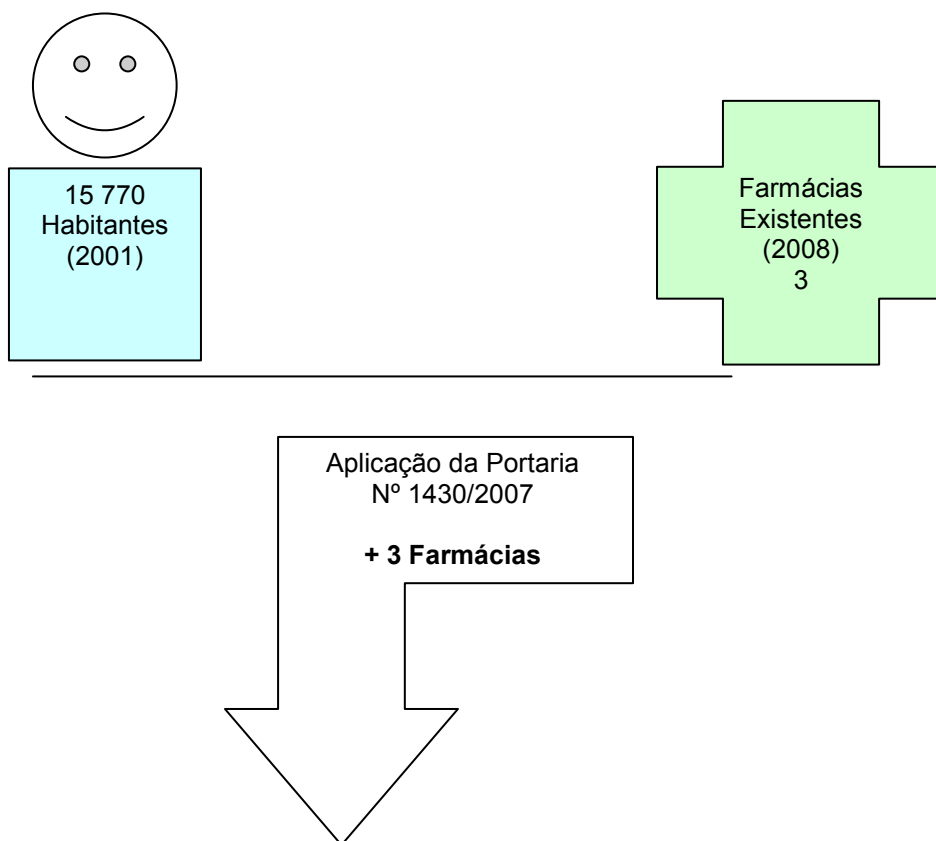 15 770
Habitantes
(2001)
Farmácias
Existentes
(2008)
3
Aplicação da Portaria
Nº 1430/2007
+ 3 Farmácias